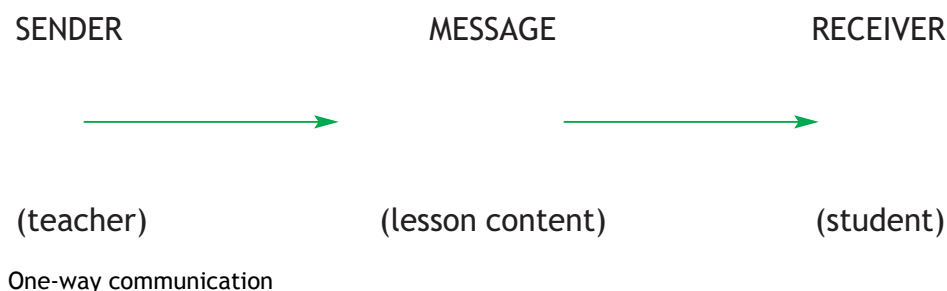 SENDER MESSAGE RECEIVER
(teacher) (lesson content) (student)
One-way communication